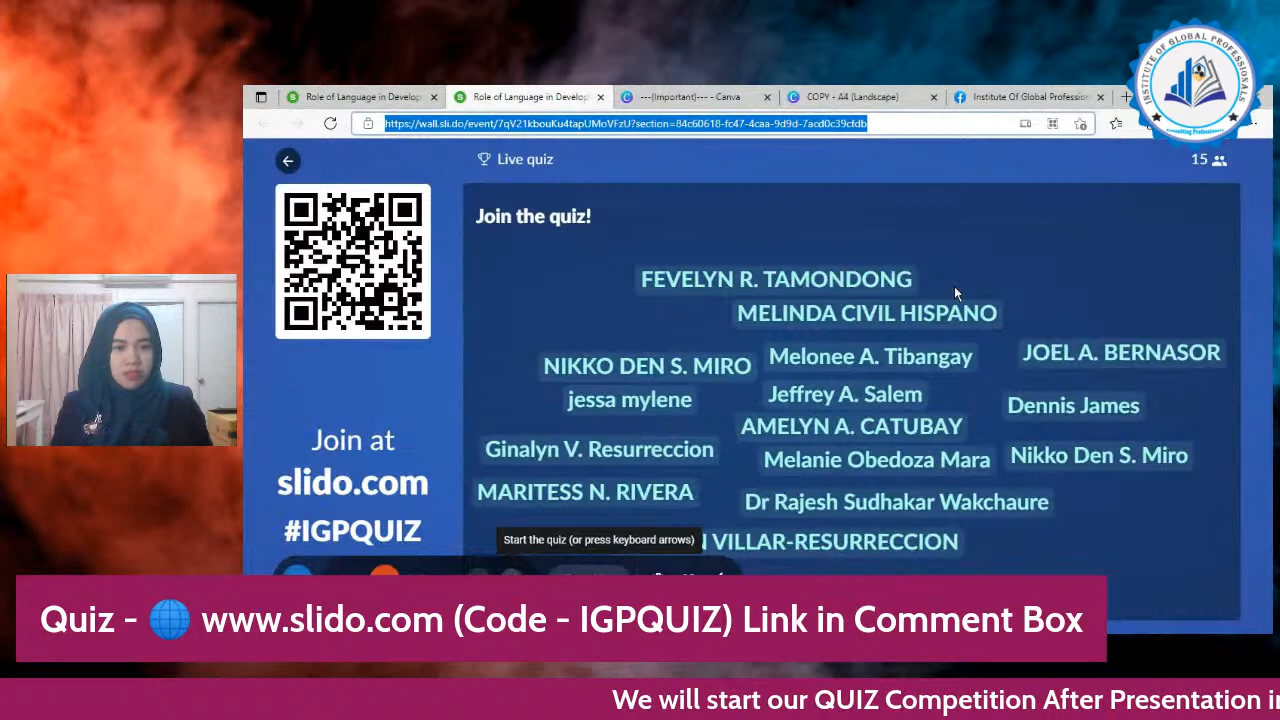 INSTITUTE OF GLOBAL PROFESSIONALS
Role of Language in Develop
Role of Language in Develop
---(Important)--- - Canva
COPY - A4 (Landscape)
Institute Of Global Profession
https://wall.sli.do/event/7qV21kbouKu4tapUMoVFzU?section=84c60618-fc47-4caa-9d9d-7acd0c39cfdb
Live quiz
15
Join the quiz!
FEVELYN R. TAMONDONG
MELINDA CIVIL HISPANO
NIKKO DEN S. MIRO
Melonee A. Tibangay
JOEL A. BERNASOR
jessa mylene
Jeffrey A. Salem
Dennis James
AMELYN A. CATUBAY
Ginalyn V. Resurreccion
Melanie Obedoza Mara
Nikko Den S. Miro
MARITESS N. RIVERA
Dr Rajesh Sudhakar Wakchaure
Start the quiz (or press keyboard arrows)
VILLAR-RESURRECCION
Join at
slido.com
#IGPQUIZ
Quiz - 🌐 www.slido.com (Code - IGPQUIZ) Link in Comment Box
We will start our QUIZ Competition After Presentation